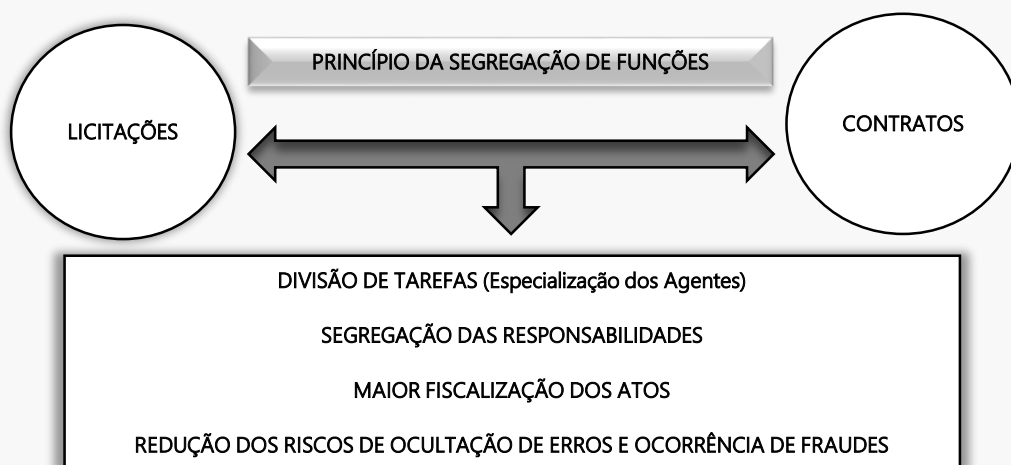 PRINCÍPIO DA SEGREGAÇÃO DE FUNÇÕES
LICITAÇÕES
CONTRATOS
DIVISÃO DE TAREFAS (Especialização dos Agentes)
SEGREGAÇÃO DAS RESPONSABILIDADES
MAIOR FISCALIZAÇÃO DOS ATOS
REDUÇÃO DOS RISCOS DE OCULTAÇÃO DE ERROS E OCORRÊNCIA DE FRAUDES